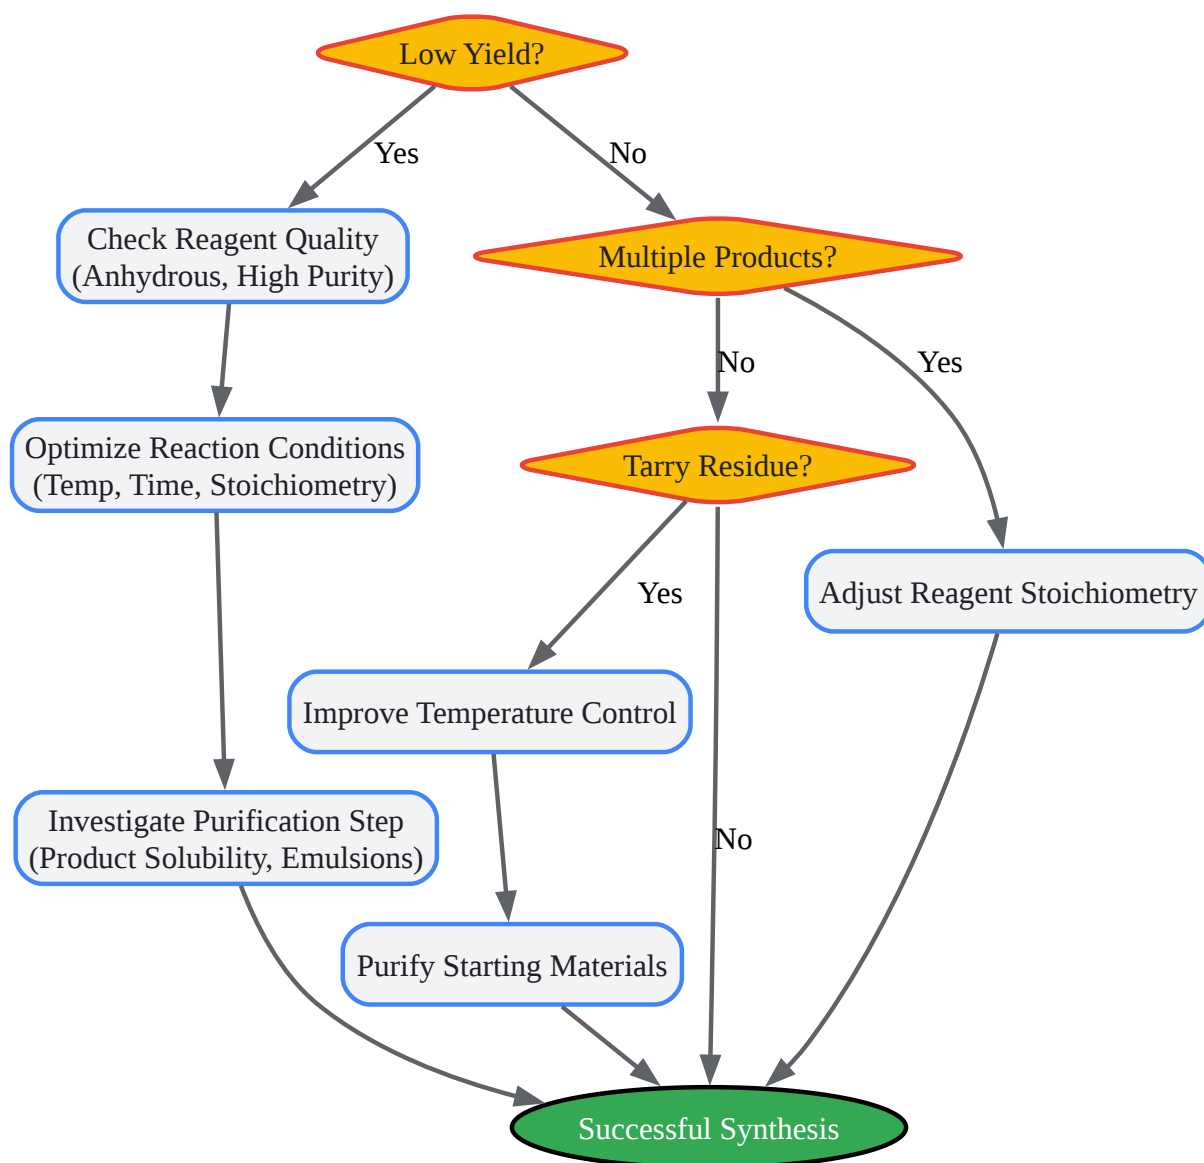 Low Yield?
Yes
No
Check Reagent Quality
(Anhydrous, High Purity)
Multiple Products?
No
Yes
Optimize Reaction Conditions
(Temp, Time, Stoichiometry)
Tarry Residue?
Yes
Adjust Reagent Stoichiometry
Improve Temperature Control
Investigate Purification Step
(Product Solubility, Emulsions)
No
Purify Starting Materials
Successful Synthesis